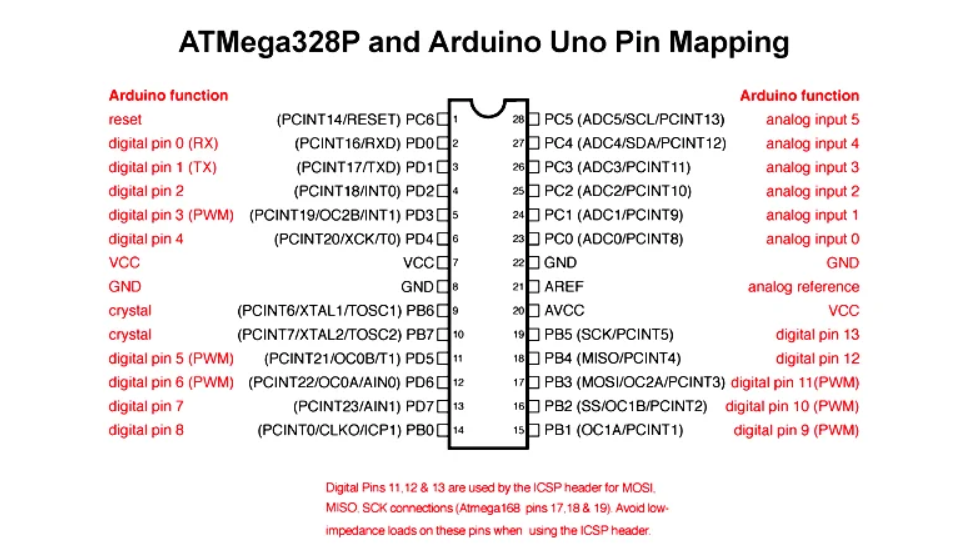 ATMega328P and Arduino Uno Pin Mapping
Arduino function Arduino function
reset (PCINT14/RESET) PC6 1 28 PC5 (ADC5/SCL/PCINT13) analog input 5
digital pin 0 (RX) (PCINT16/RXD) PD0 2 27 PC4 (ADC4/SDA/PCINT12) analog input 4
digital pin 1 (TX) (PCINT17/TXD) PD1 3 26 PC3 (ADC3/PCINT11) analog input 3
digital pin 2 (PCINT18/INT0) PD2 4 25 PC2 (ADC2/PCINT10) analog input 2
digital pin 3 (PWM) (PCINT19/OC2B/INT1) PD3 5 24 PC1 (ADC1/PCINT9) analog input 1
digital pin 4 (PCINT20/XCK/T0) PD4 6 23 PC0 (ADC0/PCINT8) analog input 0
VCC VCC 7 22 GND GND
GND GND 8 21 AREF analog reference
crystal (PCINT6/XTAL1/TOSC1) PB6 9 20 AVCC VCC
crystal (PCINT7/XTAL2/TOSC2) PB7 10 19 PB5 (SCK/PCINT5) digital pin 13
digital pin 5 (PWM) (PCINT21/OC0B/T1) PD5 11 18 PB4 (MISO/PCINT4) digital pin 12
digital pin 6 (PWM) (PCINT22/OC0A/AIN0) PD6 12 17 PB3 (MOSI/OC2A/PCINT3) digital pin 11(PWM)
digital pin 7 (PCINT23/AIN1) PD7 13 16 PB2 (SS/OC1B/PCINT2) digital pin 10 (PWM)
digital pin 8 (PCINT0/CLKO/ICP1) PB0 14 15 PB1 (OC1A/PCINT1) digital pin 9 (PWM)
Digital Pins 11,12 & 13 are used by the ICSP header for MOSI,
MISO, SCK connections (Atmega168 pins 17,18 & 19). Avoid low-
impedance loads on these pins when using the ICSP header.